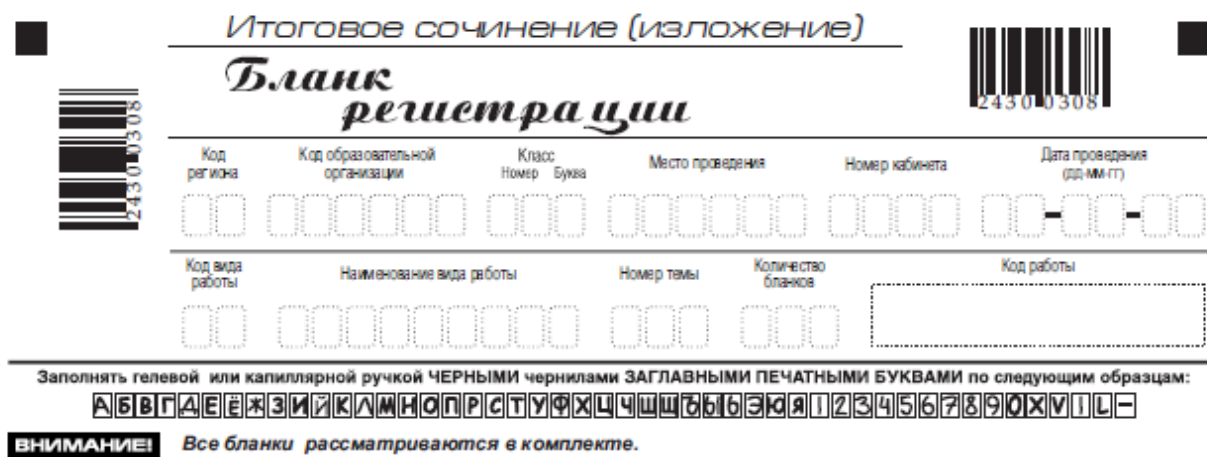 Итоговое сочинение (изложение)
Бланк
регистрации
2430 0308
2430 0308
Код региона
Код образовательной организации
Класс
Номер Буква
Место проведения
Номер кабинета
Дата проведения
(ДД-ММ-ГГ)
Код вида работы
Наименование вида работы
Номер темы
Количество бланков
Код работы
Заполнять гелевой или капиллярной ручкой ЧЕРНЫМИ чернилами ЗАГЛАВНЫМИ ПЕЧАТНЫМИ БУКВАМИ по следующим образцам:
АБВГДЕЁЖЗИЙКЛМНОПРСТУФХЦЧШЩЪЫЬЭЮЯ1234567890XVIL-
ВНИМАНИЕ! Все бланки рассматриваются в комплекте.